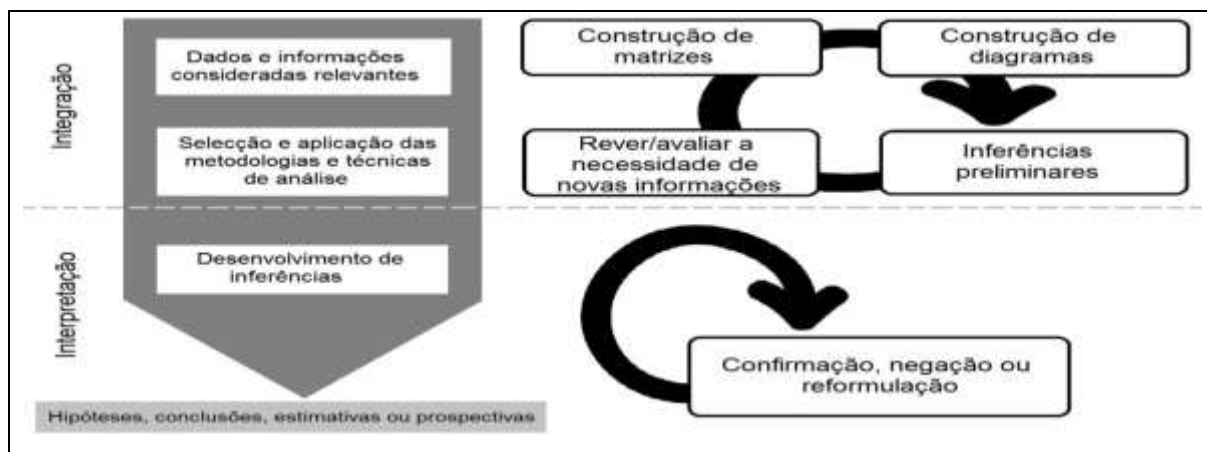 Integração
Dados e informações
consideradas relevantes
Selecção e aplicação das
metodologias e técnicas
de análise
Construção de
matrizes
Construção de
diagramas
Rever/avaliar a
necessidade de
novas informações
Inferências
preliminares
Interpretação
Desenvolvimento de
inferências
Hipóteses, conclusões, estimativas ou prospectivas
Confirmação, negação ou
reformulação